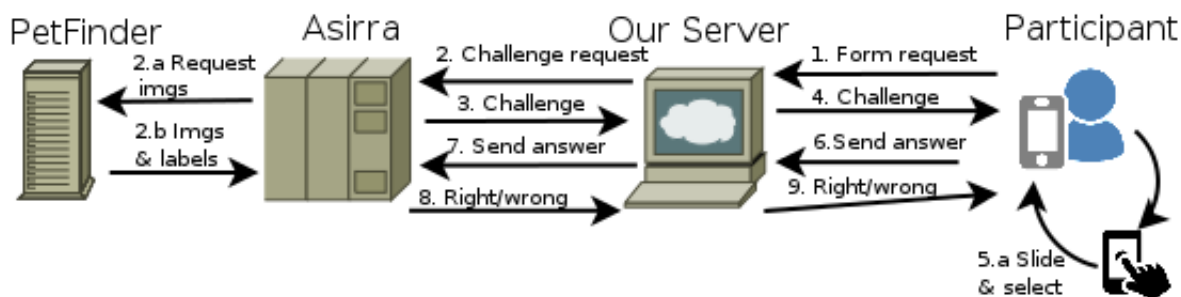 PetFinder
Asirra
Our Server
Participant
2.a Request
imgs
2. Challenge request
1. Form request
3. Challenge
4. Challenge
2.b Imgs
& labels
7. Send answer
6.Send answer
8. Right/wrong
9. Right/wrong
5.a Slide
& select